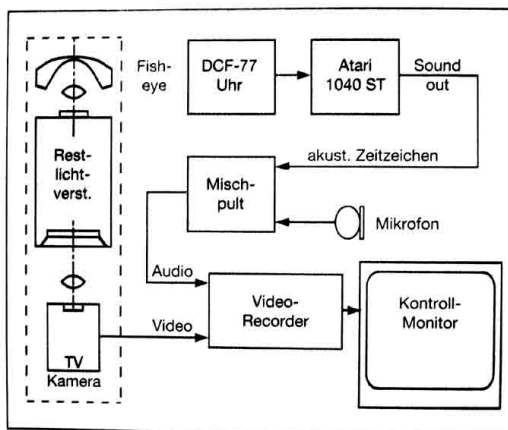 Fish-
eye
DCF-77
Uhr
Atari
1040 ST
Sound
out
Rest-
licht-
verst.
akust. Zeitzeichen
Misch-
pult
Mikrofon
Audio
Video-
Recorder
Kontroll-
Monitor
Video
TV
Kamera